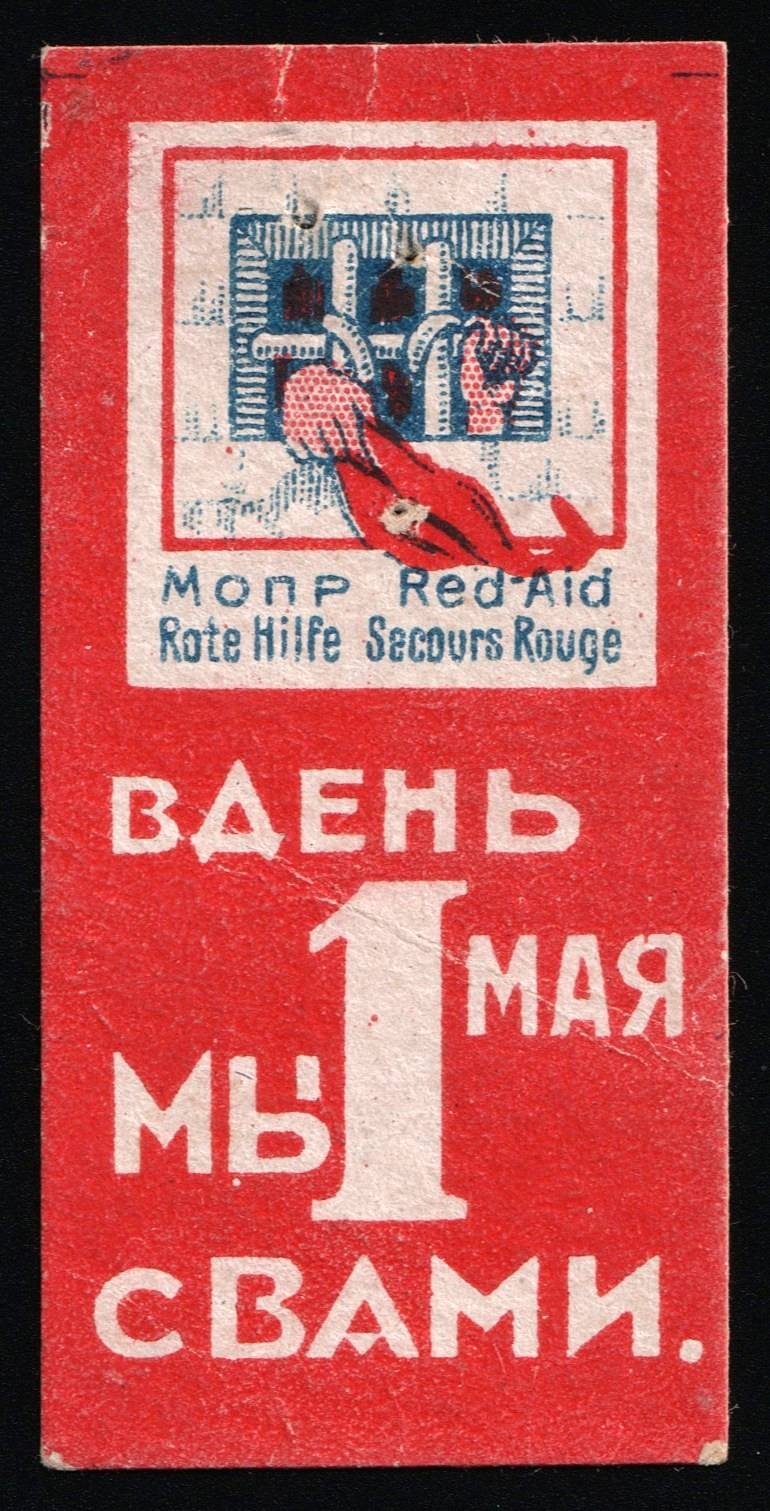 Мопр Red-Aid
Rote Hilfe Secours Rouge
ВДЕНЬ
1 МАЯ
МЫ
СВАМИ.